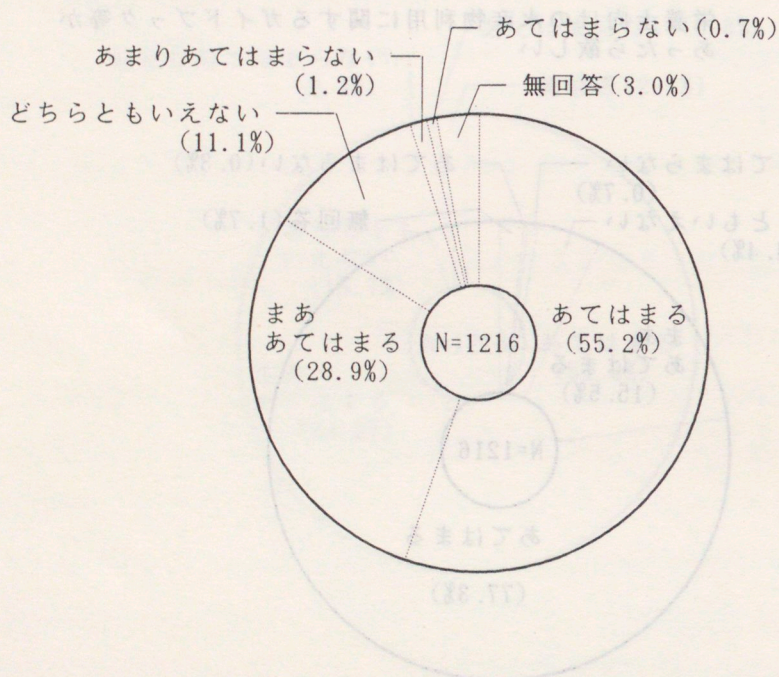 あてはまらない(0.7%)
あまりあてはまらない
(1.2%)
無回答(3.0%)
どちらともいえない
(11.1%)
まあ
あてはまる
(28.9%)
N=1216
あてはまる
(55.2%)